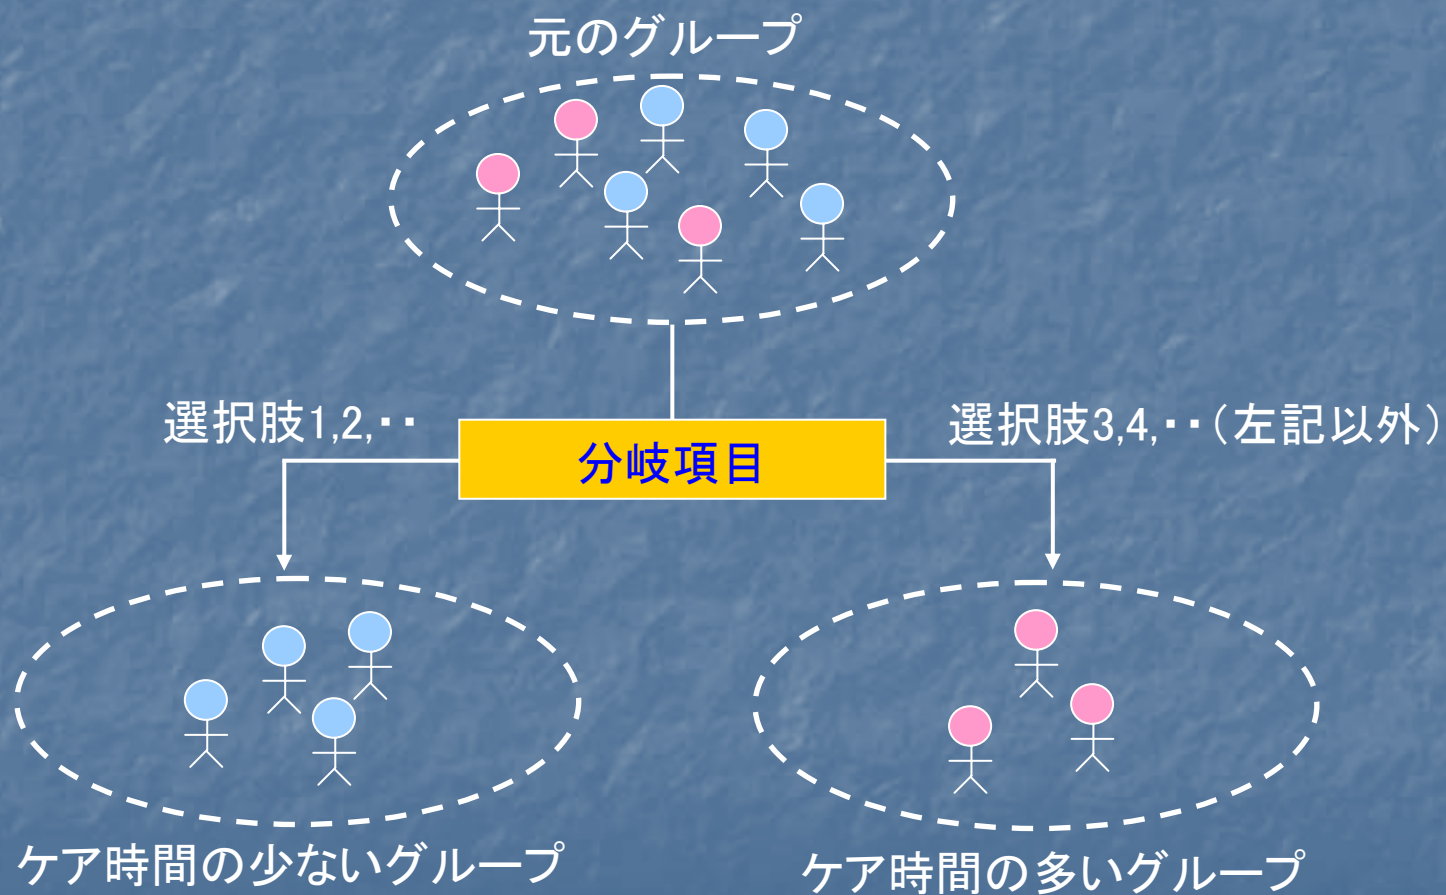 元のグループ
選択肢1,2,・・
選択肢3,4,・・(左記以外)
分岐項目
ケア時間の少ないグループ
ケア時間の多いグループ